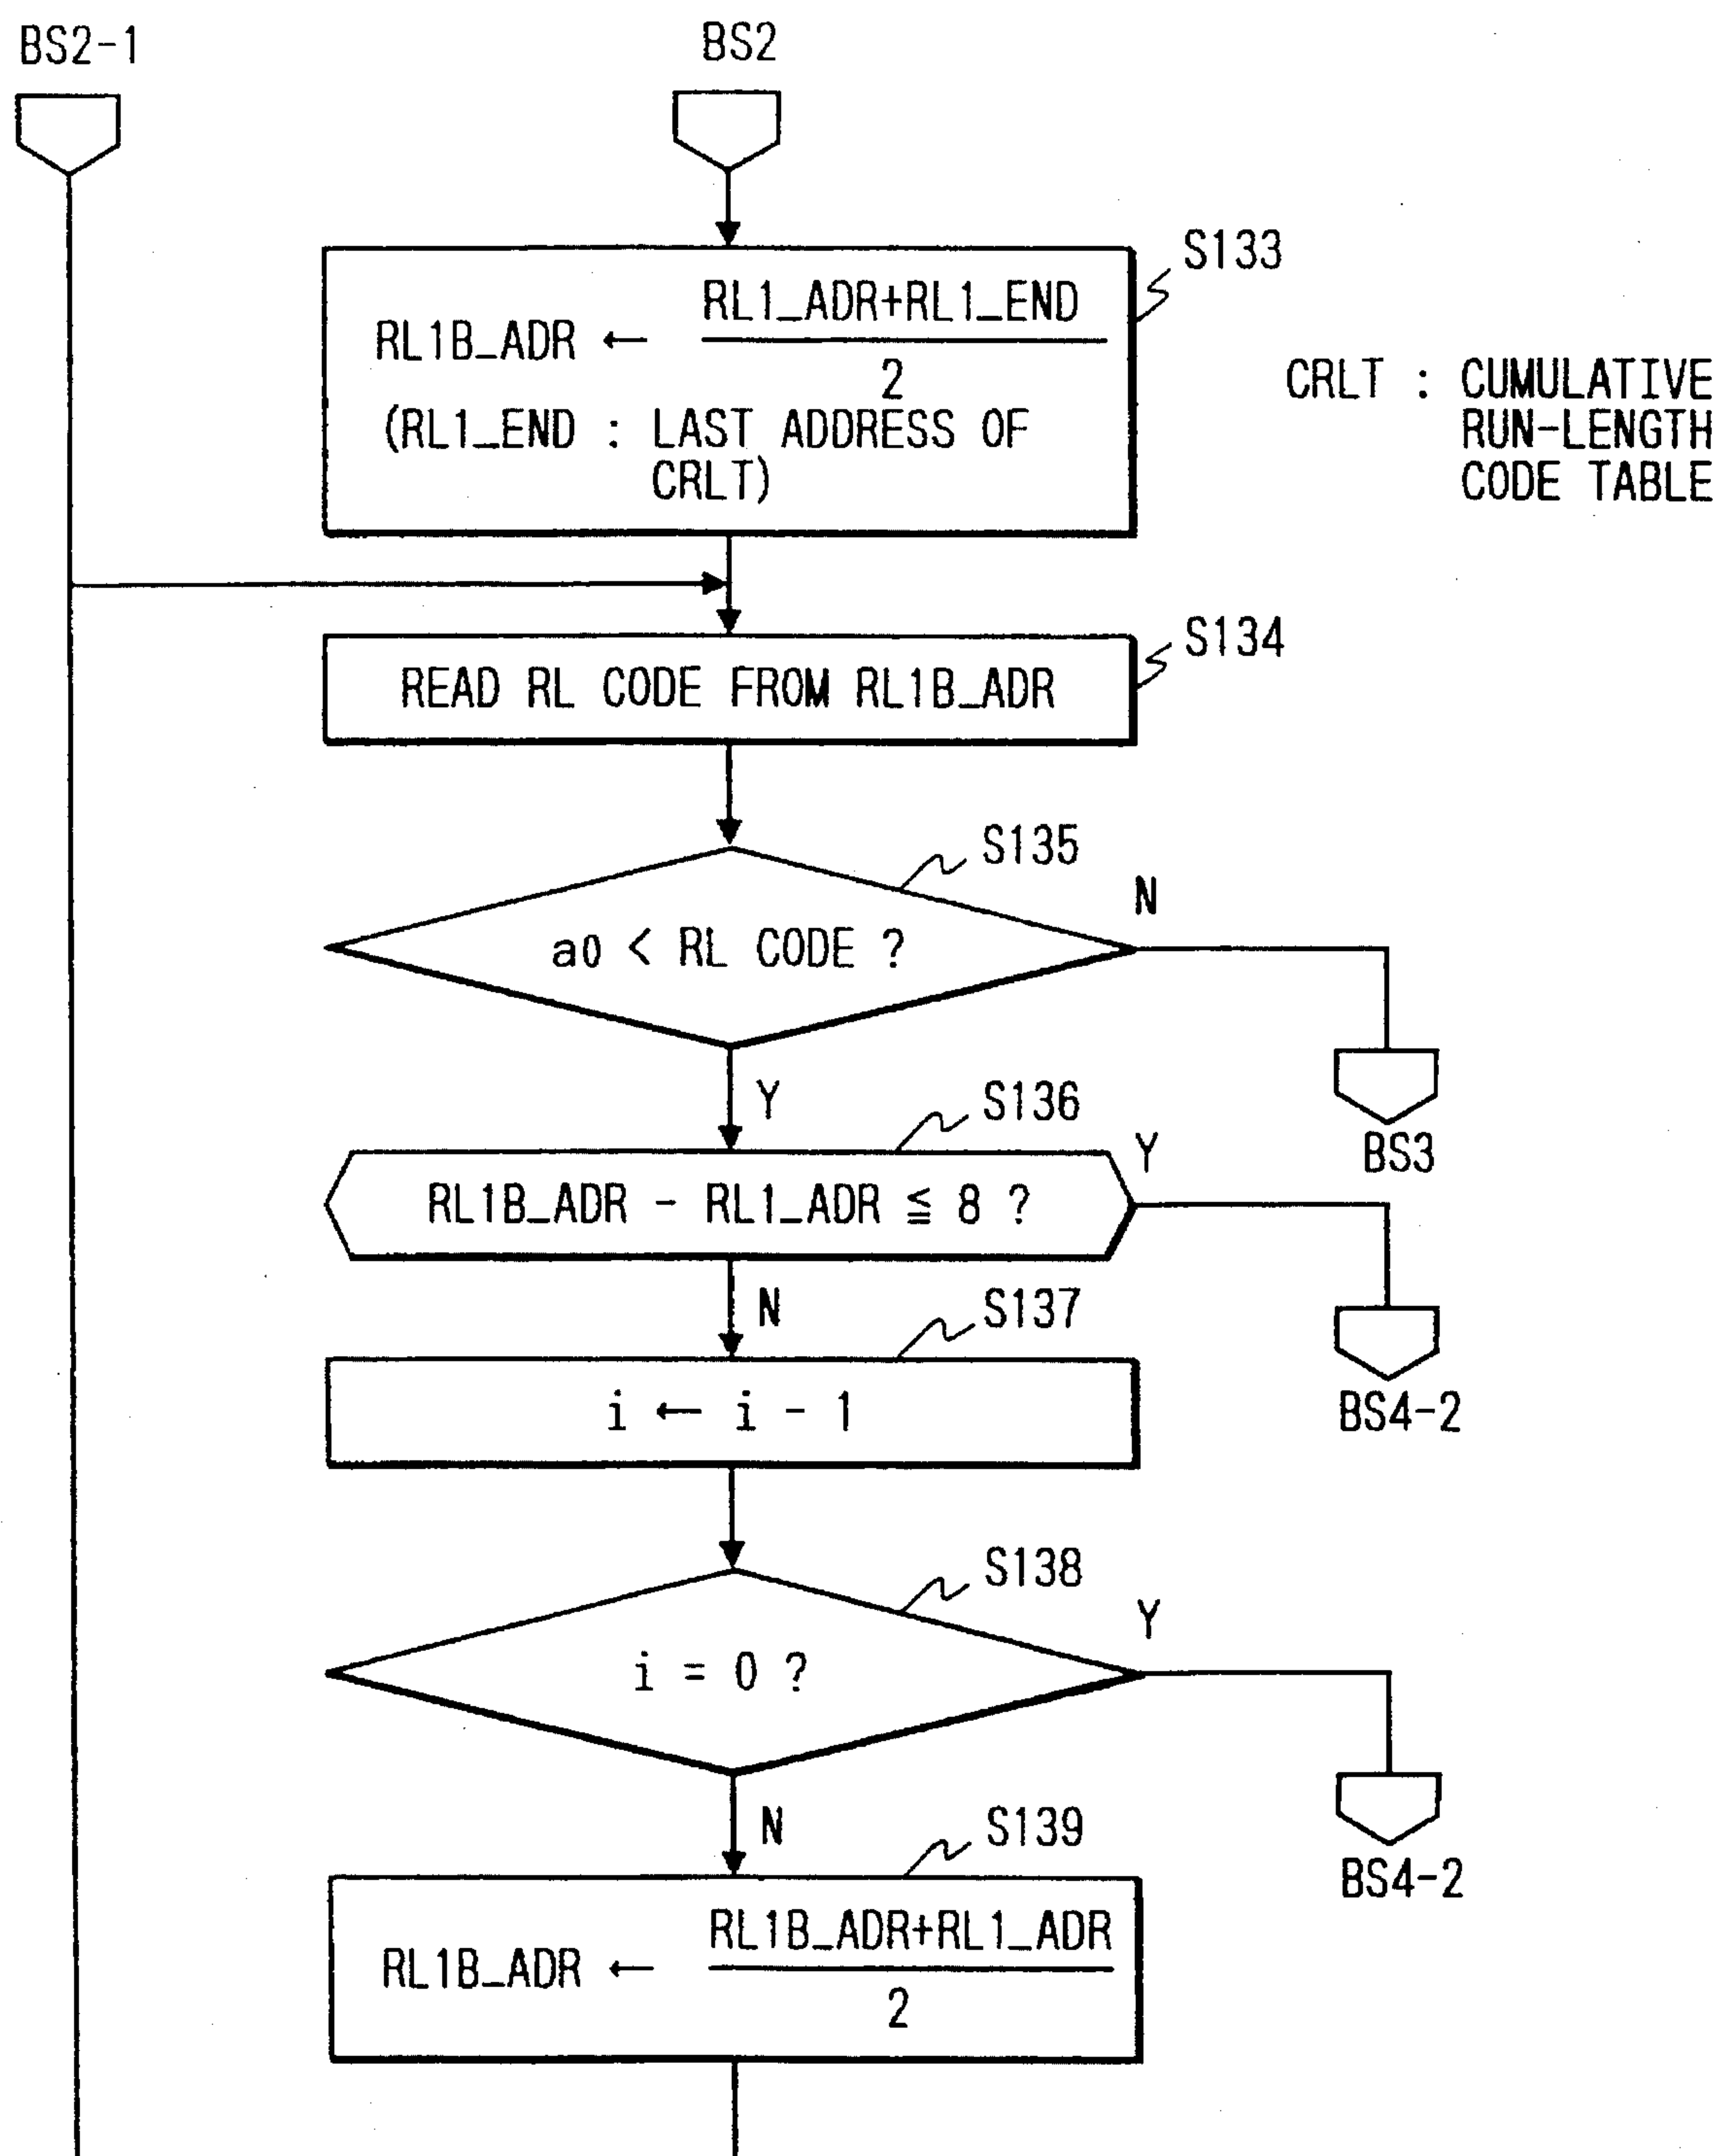 BS2-1
BS2
S133
RL1_ADR+RL1_END
RL1B_ADR ←
2
(RL1_END : LAST ADDRESS OF
CRLT)
CRLT : CUMULATIVE
RUN-LENGTH
CODE TABLE
S134
READ RL CODE FROM RL1B_ADR
S135
N
a0 < RL CODE ?
Y
BS3
S136
Y
RL1B_ADR - RL1_ADR ≦ 8 ?
N
BS4-2
S137
i ← i - 1
S138
Y
i = 0 ?
N
BS4-2
S139
RL1B_ADR+RL1_ADR
RL1B_ADR ←
2